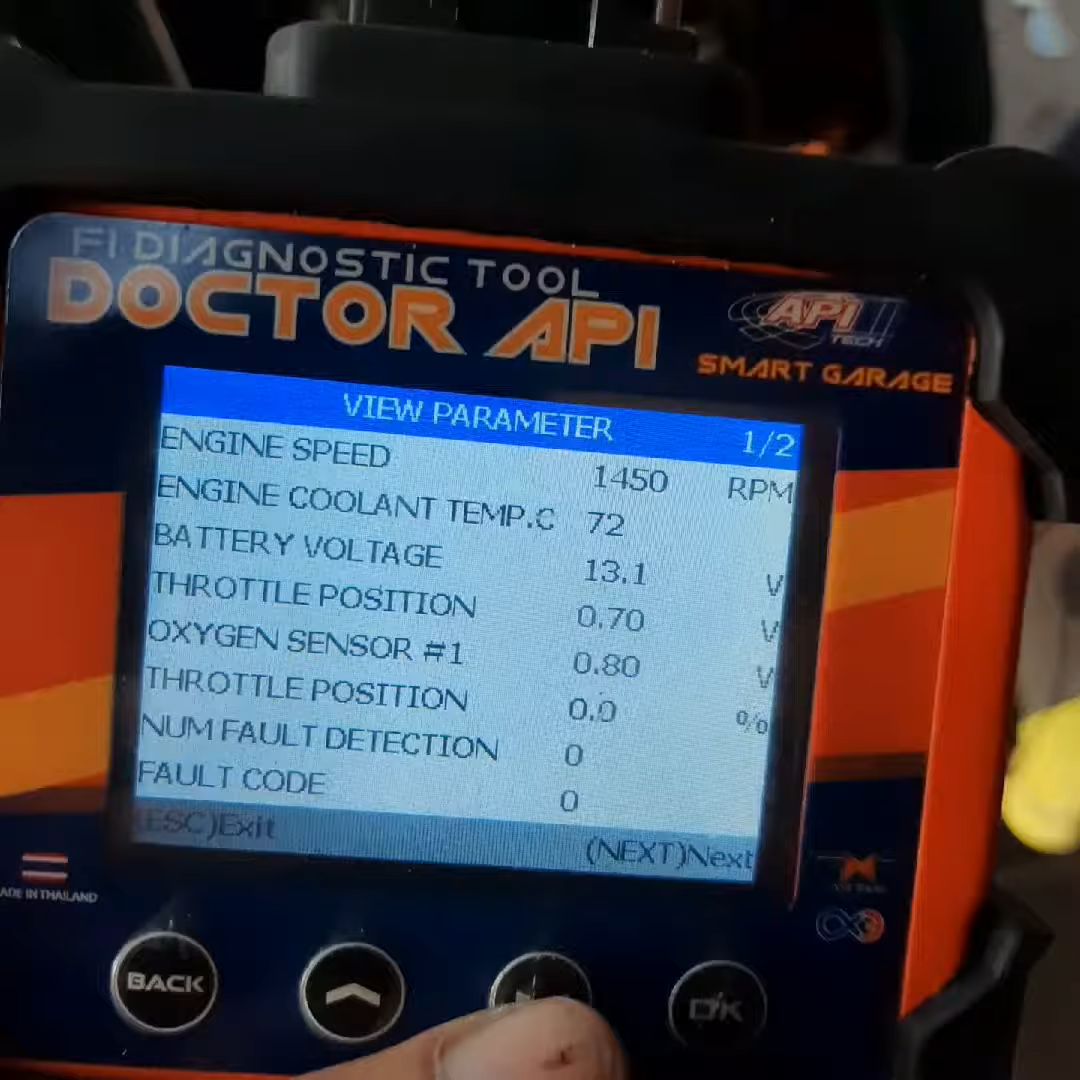 FI DIAGNOSTIC TOOL
DOCTOR API
API
TECH
SMART GARAGE
VIEW PARAMETER 1/2
ENGINE SPEED 1450 RPM
ENGINE COOLANT TEMP.C 72
BATTERY VOLTAGE 13.1 V
THROTTLE POSITION 0.70 V
OXYGEN SENSOR #1 0.80 V
THROTTLE POSITION 0.0 %
NUM FAULT DETECTION 0
FAULT CODE 0
(ESC)Exit (NEXT)Next
ADE IN THAILAND
BACK
OK